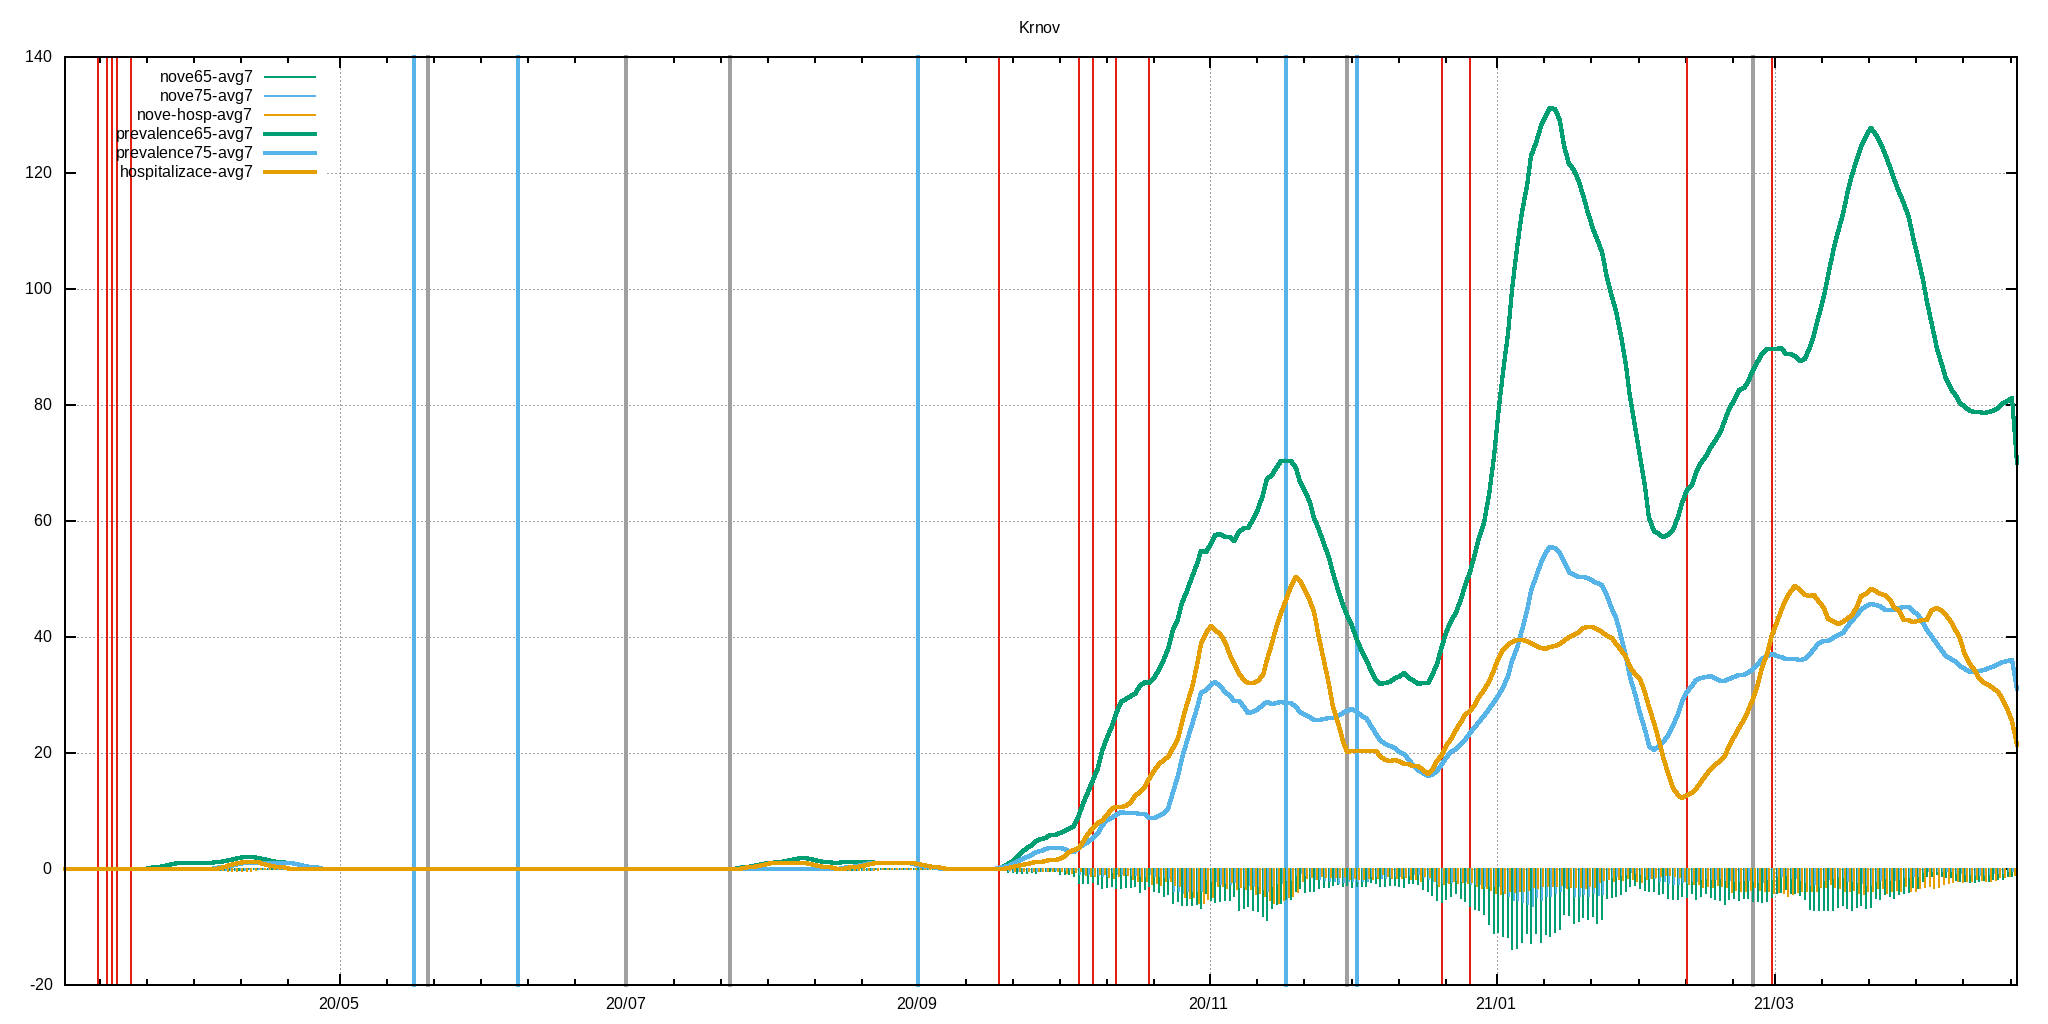 Krnov
140
120
100
80
60
40
20
0
-20
nove65-avg7
nove75-avg7
nove-hosp-avg7
prevalence65-avg7
prevalence75-avg7
hospitalizace-avg7
20/05
20/07
20/09
20/11
21/01
21/03